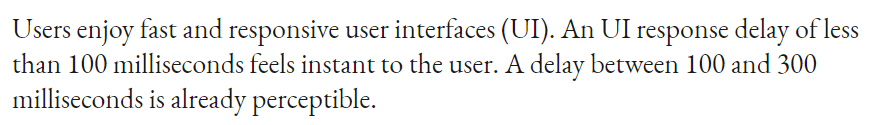 Users enjoy fast and responsive user interfaces (UI). An UI response delay of less
than 100 milliseconds feels instant to the user. A delay between 100 and 300
milliseconds is already perceptible.